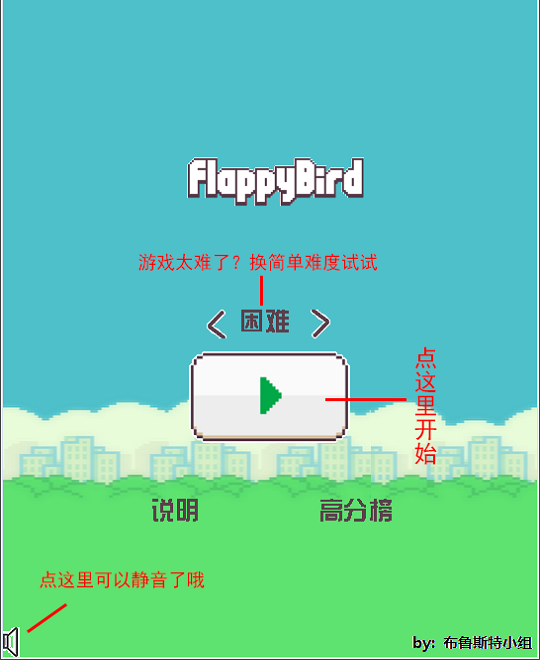 FlappyBird
游戏太难了？换简单难度试试
困难
点这里开始
说明
高分榜
点这里可以静音了哦
by: 布鲁斯特小组